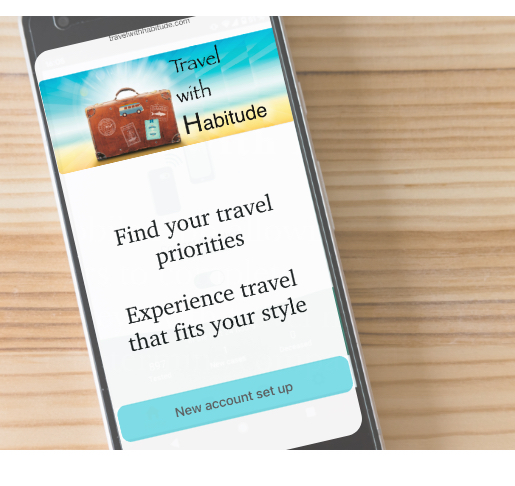 travelwithhabitude.com
Travel
with
Habitude
Find your travel
priorities
Experience travel
that fits your style
New account set up